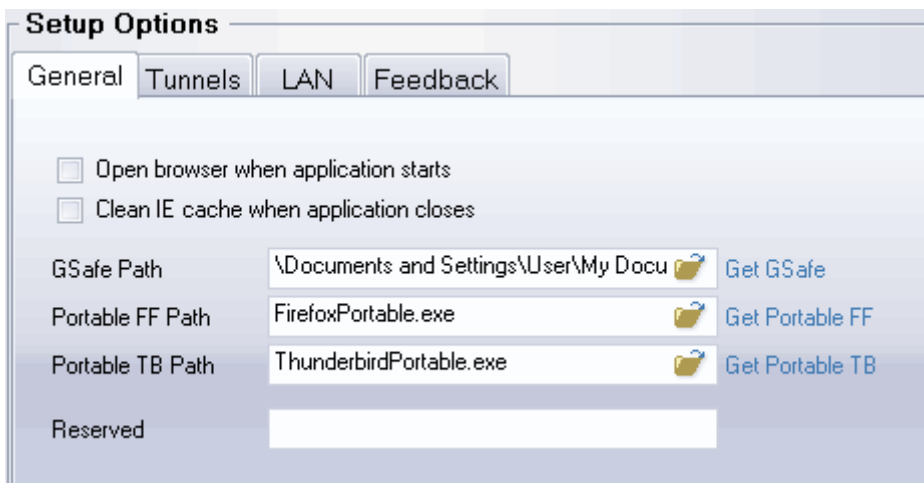 Setup Options
General Tunnels LAN Feedback
Open browser when application starts
Clean IE cache when application closes
GSafe Path \Documents and Settings\User\My Docu Get GSafe
Portable FF Path FirefoxPortable.exe Get Portable FF
Portable TB Path ThunderbirdPortable.exe Get Portable TB
Reserved